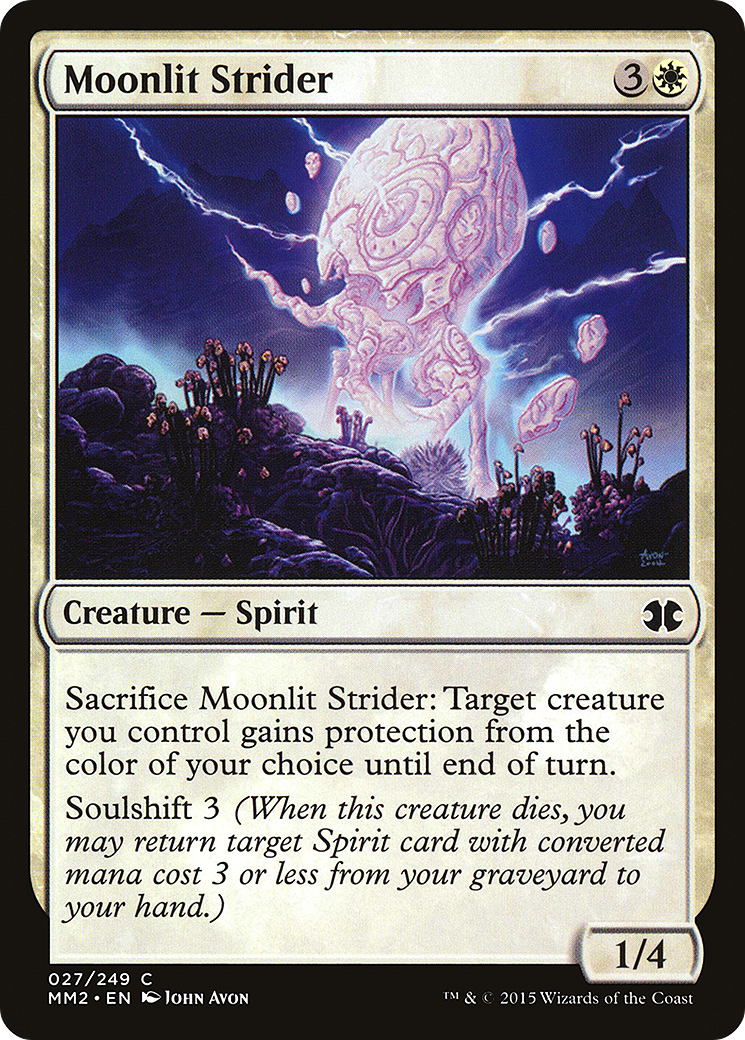 Moonlit Strider 3
Creature — Spirit
Sacrifice Moonlit Strider: Target creature
you control gains protection from the
color of your choice until end of turn.
Soulshift 3 (When this creature dies, you
may return target Spirit card with converted
mana cost 3 or less from your graveyard to
your hand.)
1/4
027/249 C
MM2 • EN John Avon
™ & © 2015 Wizards of the Coast